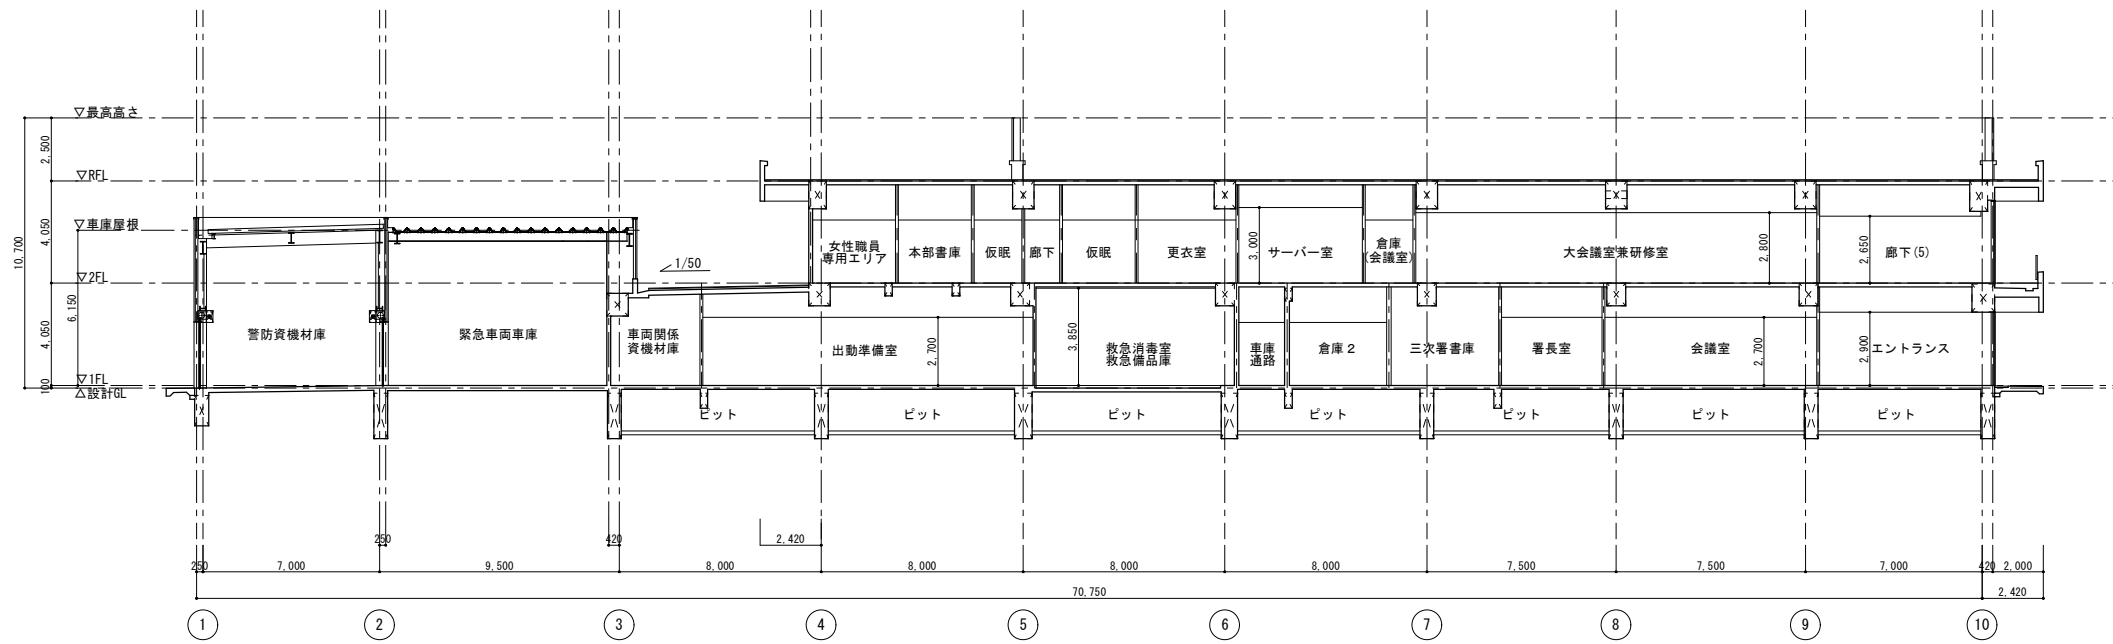 ▽最高高さ
2,500
▽RFL
▽車庫屋根
4,050
10,700
1/50
▽2FL
6,150
4,050
▽1FL
100
△設計GL
女性職員
専用エリア
本部書庫
仮眠
廊下
仮眠
更衣室
3,000
サーバー室
倉庫
(会議室)
大会議室兼研修室
2,800
2,650
廊下(5)
警防資機材庫
緊急車両車庫
車両関係
資機材庫
出動準備室
2,700
3,850
救急消毒室
救急備品庫
車庫
通路
倉庫2
三次署書庫
署長室
会議室
2,700
2,900
エントランス
ピット
ピット
ピット
ピット
ピット
ピット
ピット
250
420
2,420
250
7,000
9,500
8,000
8,000
8,000
8,000
7,500
7,500
7,000
420
2,000
70,750
2,420
1
2
3
4
5
6
7
8
9
10